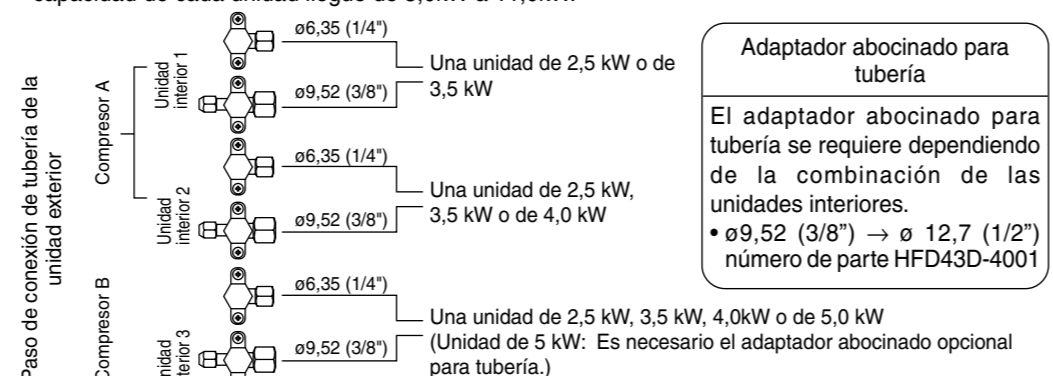 capacidad de cada unidad llegue de 5,0kW a 11,0kW.
Paso de conexión de tubería de la
unidad exterior
Compresor A
Unidad
interior 1
ø6,35 (1/4")
ø9,52 (3/8")
Una unidad de 2,5 kW o de
3,5 kW
Unidad
interior 2
ø6,35 (1/4")
ø9,52 (3/8")
Una unidad de 2,5 kW,
3,5 kW o de 4,0 kW
Compresor B
Unidad
interior 3
ø6,35 (1/4")
ø9,52 (3/8")
Una unidad de 2,5 kW, 3,5 kW, 4,0kW o de 5,0 kW
(Unidad de 5 kW: Es necesario el adaptador abocinado opcional
para tubería.)
Adaptador abocinado para
tubería
El adaptador abocinado para
tubería se requiere dependiendo
de la combinación de las
unidades interiores.
• ø9,52 (3/8”) → ø 12,7 (1/2”)
número de parte HFD43D-4001